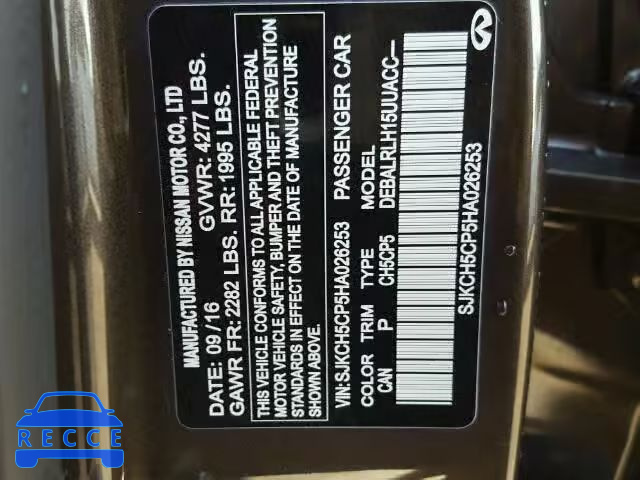 MANUFACTURED BY NISSAN MOTOR CO., LTD
DATE: 09 / 16 GVWR: 4277 LBS.
GAWR FR: 2282 LBS. RR: 1995 LBS.
THIS VEHICLE CONFORMS TO ALL APPLICABLE FEDERAL
MOTOR VEHICLE SAFETY, BUMPER AND THEFT PREVENTION
STANDARDS IN EFFECT ON THE DATE OF MANUFACTURE
SHOWN ABOVE.
VIN: SJKCH5CP5HA026253 PASSENGER CAR
COLOR TRIM TYPE MODEL
CAN P CH5CP5 DEBALRLH15UUACC—
SJKCH5CP5HA026253
RECCE